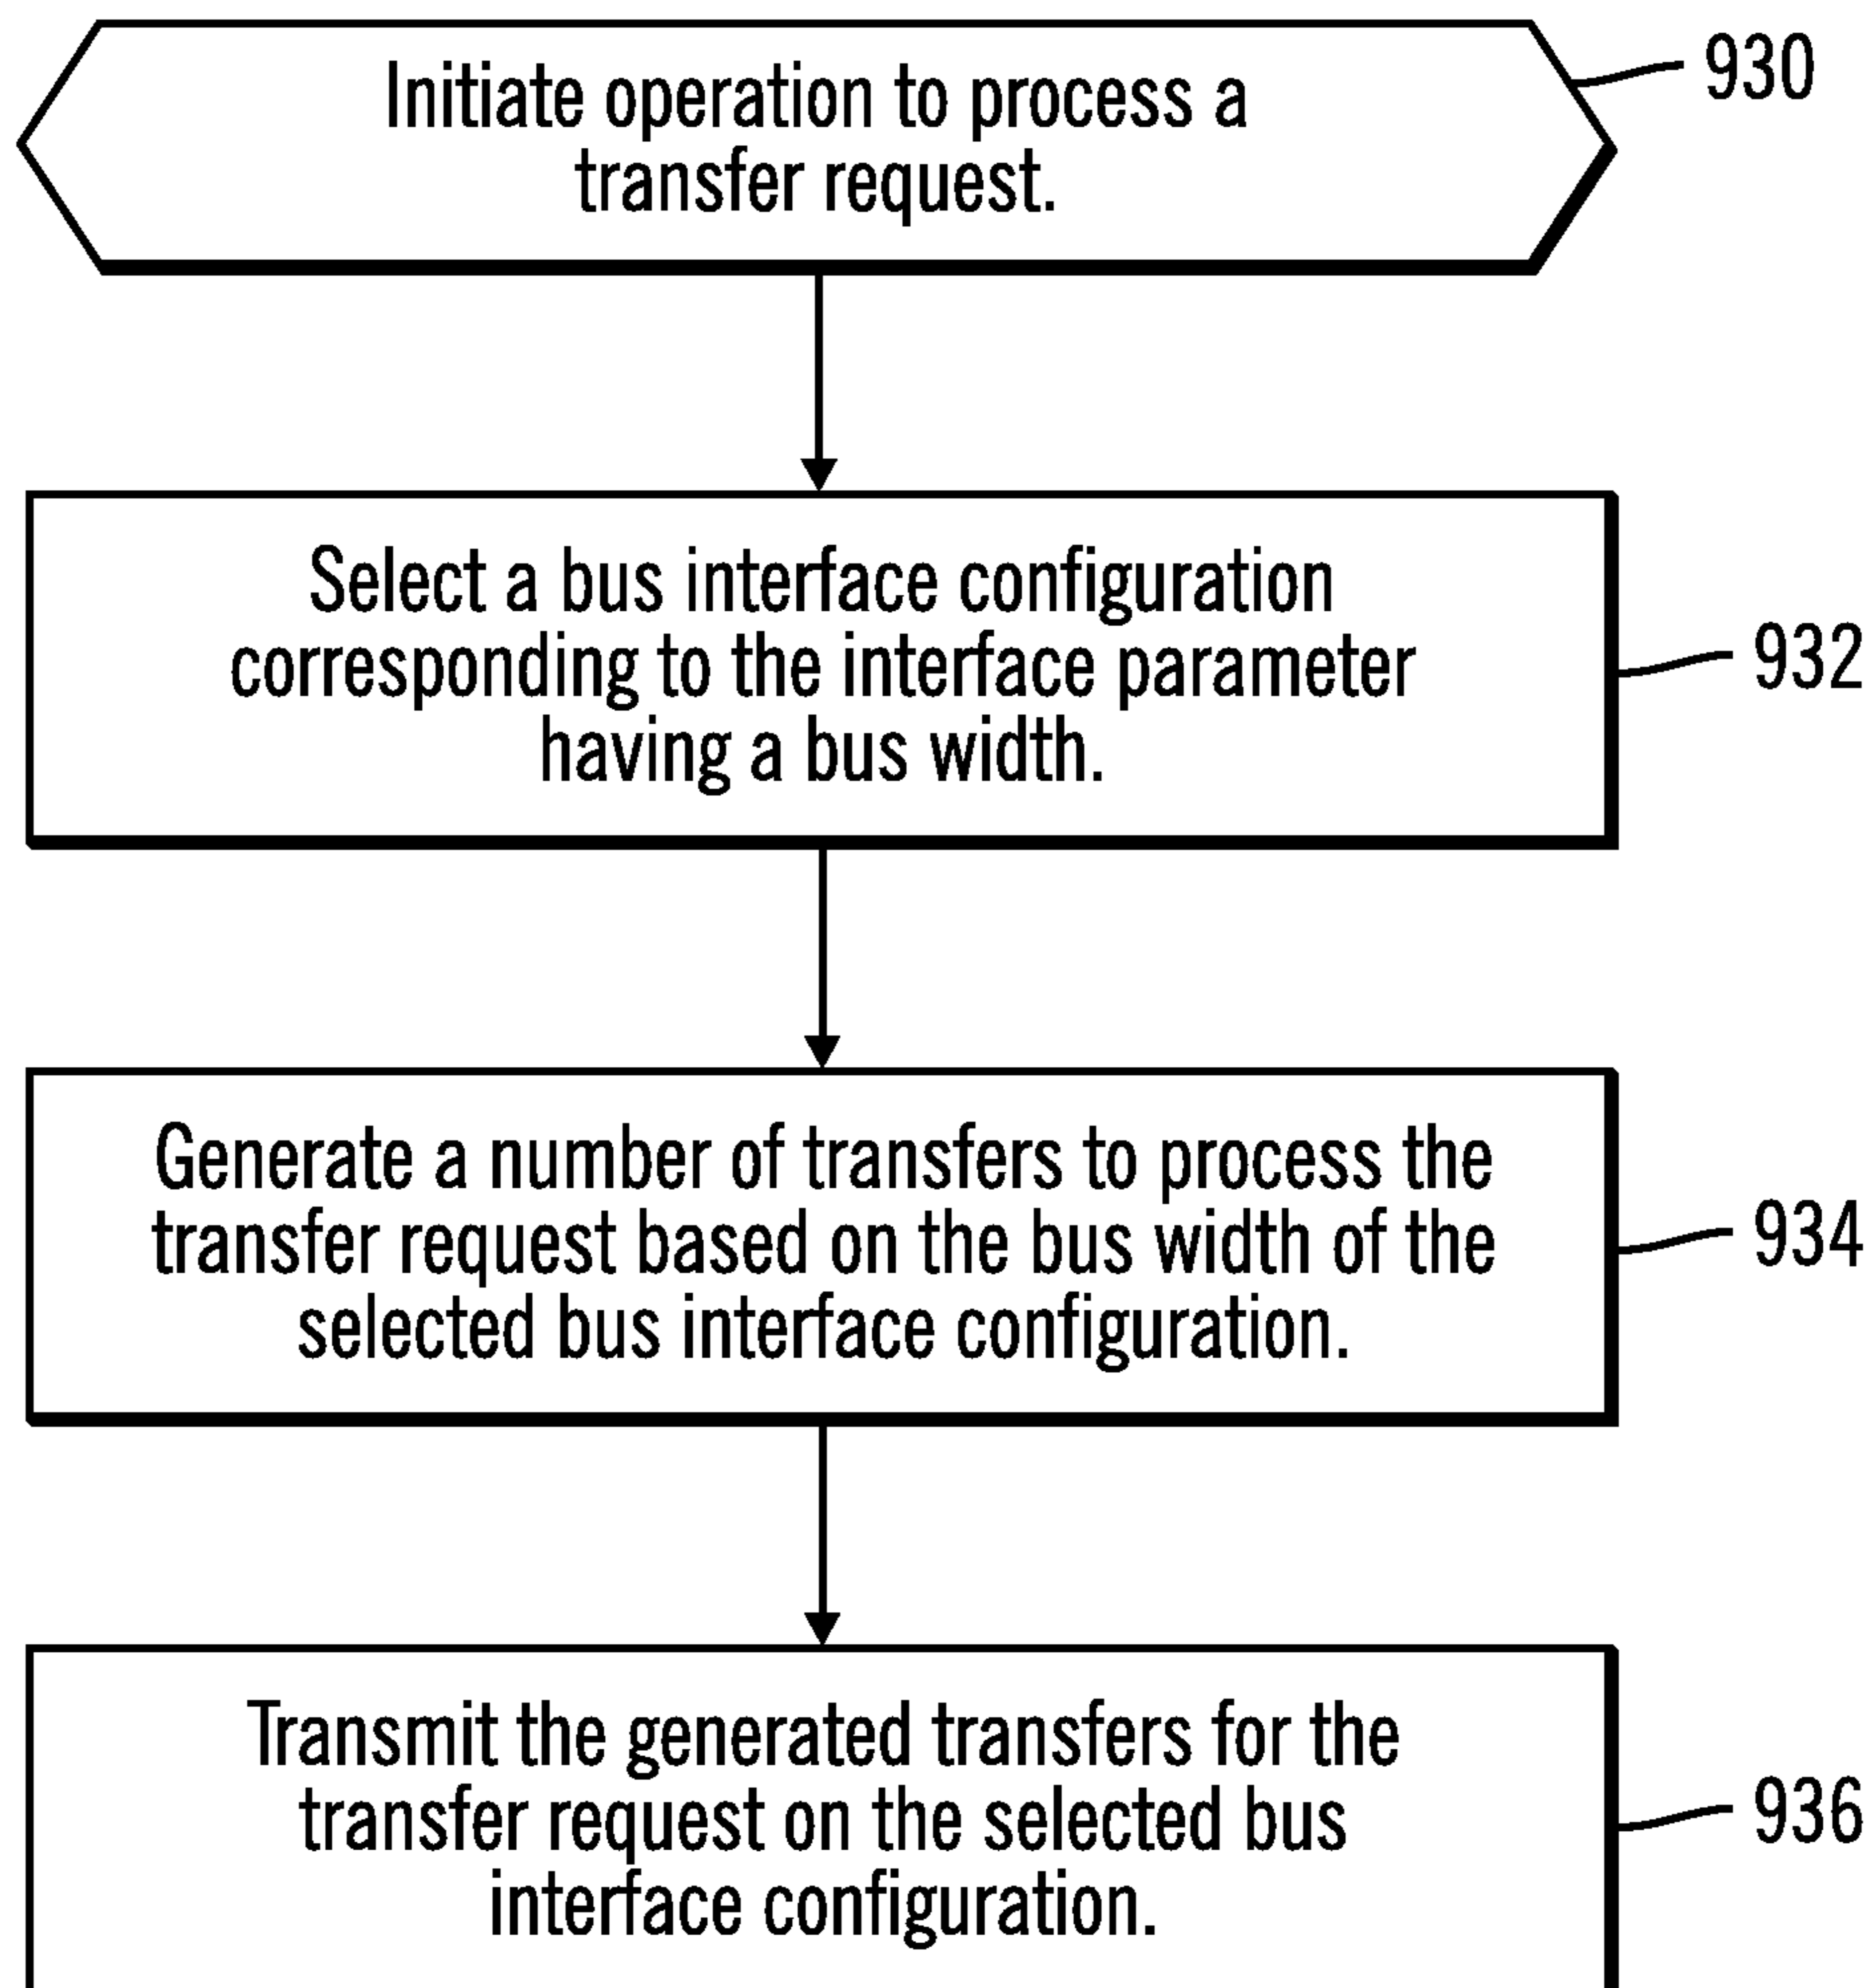 Initiate operation to process a
transfer request.
930
Select a bus interface configuration
corresponding to the interface parameter
having a bus width.
932
Generate a number of transfers to process the
transfer request based on the bus width of the
selected bus interface configuration.
934
Transmit the generated transfers for the
transfer request on the selected bus
interface configuration.
936